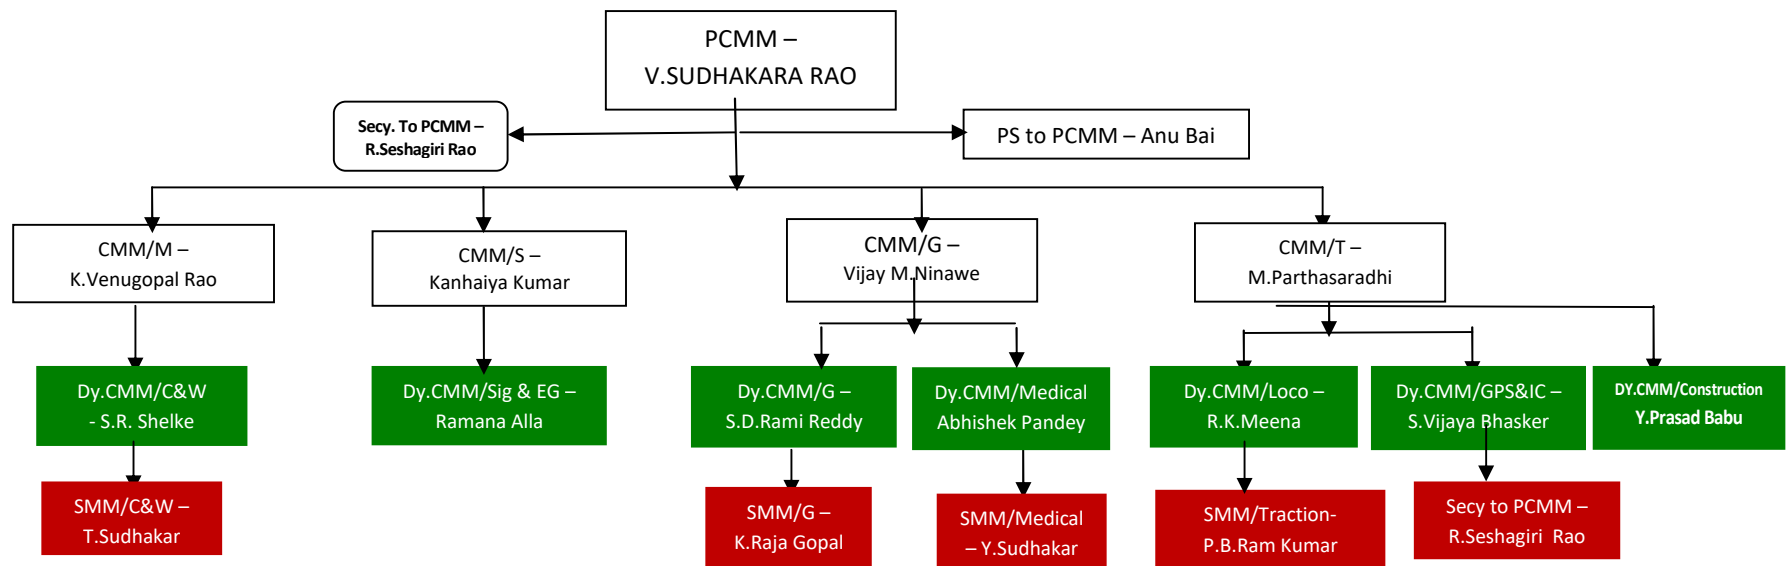 PCMM –
V.SUDHAKARA RAO
Secy. To PCMM –
R.Seshagiri Rao
PS to PCMM – Anu Bai
CMM/M –
K.Venugopal Rao
CMM/S –
Kanhaiya Kumar
CMM/G –
Vijay M.Ninawe
CMM/T –
M.Parthasaradhi
Dy.CMM/C&W
- S.R. Shelke
Dy.CMM/Sig & EG –
Ramana Alla
Dy.CMM/G –
S.D.Rami Reddy
Dy.CMM/Medical
Abhishek Pandey
Dy.CMM/Loco –
R.K.Meena
Dy.CMM/GPS&IC –
S.Vijaya Bhasker
DY.CMM/Construction
Y.Prasad Babu
SMM/C&W –
T.Sudhakar
SMM/G –
K.Raja Gopal
SMM/Medical
– Y.Sudhakar
SMM/Traction-
P.B.Ram Kumar
Secy to PCMM –
R.Seshagiri Rao